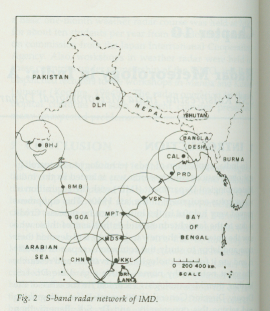 PAKISTAN
DLH
NEPAL
BHUTAN
BANGLA
DESH
BURMA
BHJ
CAL
PRD
BMB
VSK
GOA
MPT
BAY
OF
BENGAL
MDS
ARABIAN
SEA
CHN
KKL
SRI
LANKA
0 200 400 km.
SCALE
Fig. 2 S-band radar network of IMD.